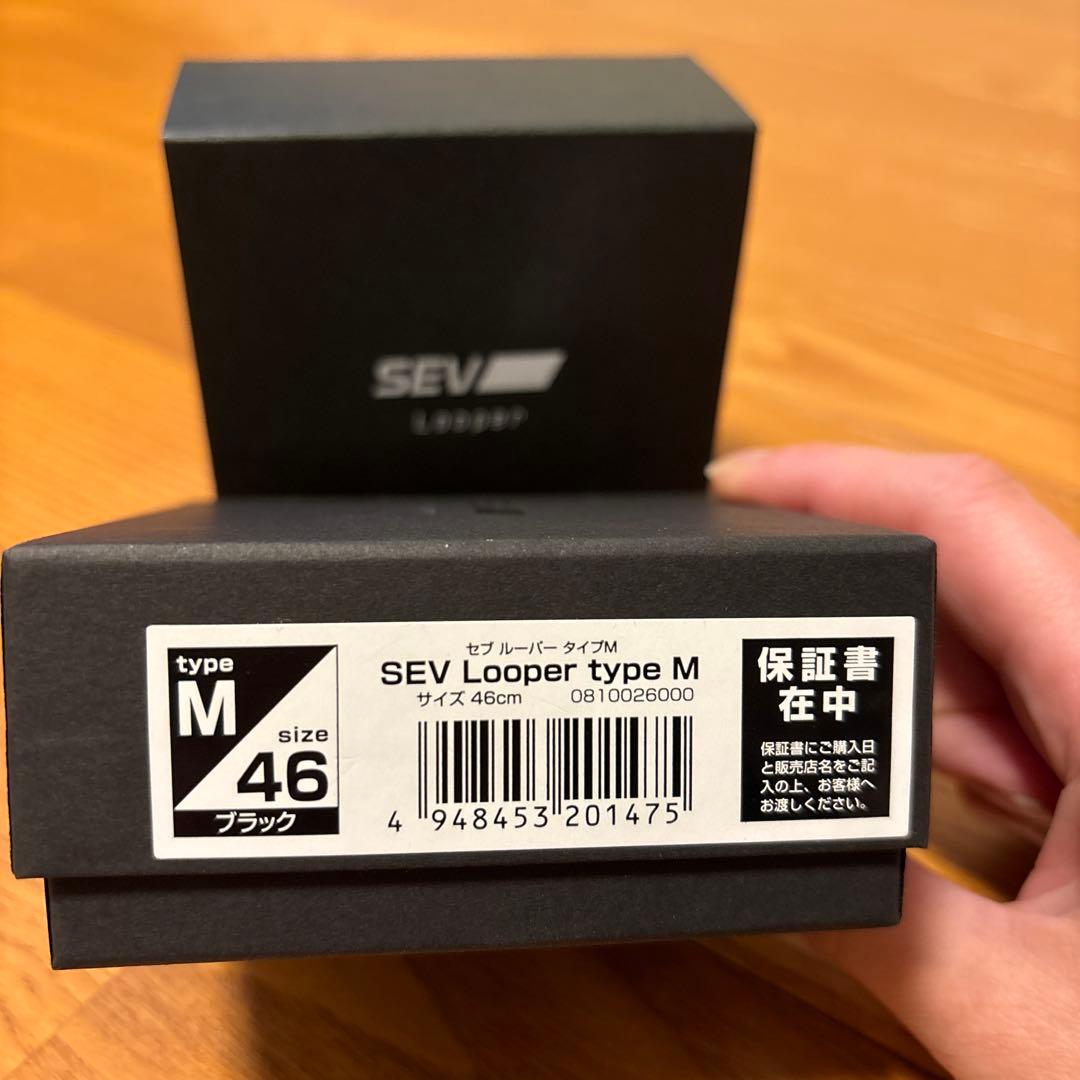 SEV
Looper
type
M
size
46
ブラック
セブ ルーパー タイプM
SEV Looper type M
サイズ 46cm 0810026000
4 948453 201475
保証書
在中
保証書にご購入日
と販売店名をご記
入の上、お客様へ
お渡しください。